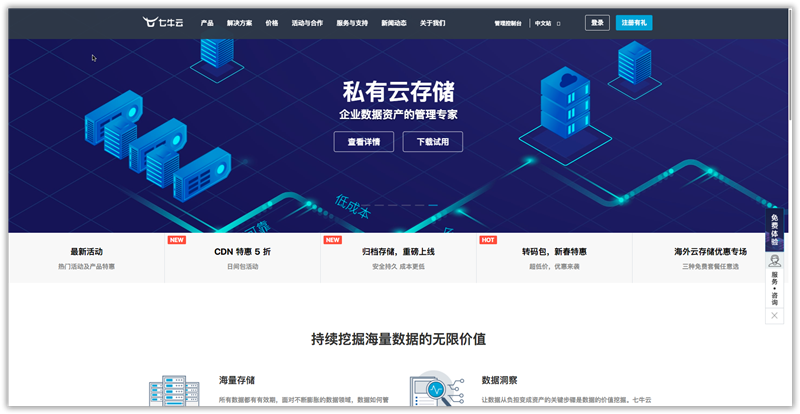 七牛云 产品 解决方案 价格 活动与合作 服务与支持 新闻动态 关于我们 管理控制台 中文站 登录 注册有礼
私有云存储
企业数据资产的管理专家
查看详情 下载试用
低成本
可靠
免费体验
服务•咨询
最新活动
热门活动及产品特惠
NEW
CDN 特惠 5 折
日间包活动
NEW
归档存储，重磅上线
安全持久 成本更低
HOT
转码包，新春特惠
超低价，优惠来袭
海外云存储优惠专场
三种免费套餐任意选
持续挖掘海量数据的无限价值
海量存储
所有数据都有有效期，面对不断膨胀的数据领域，数据如何管
数据洞察
让数据从负担变成资产的关键步骤是数据的价值挖掘。七牛云